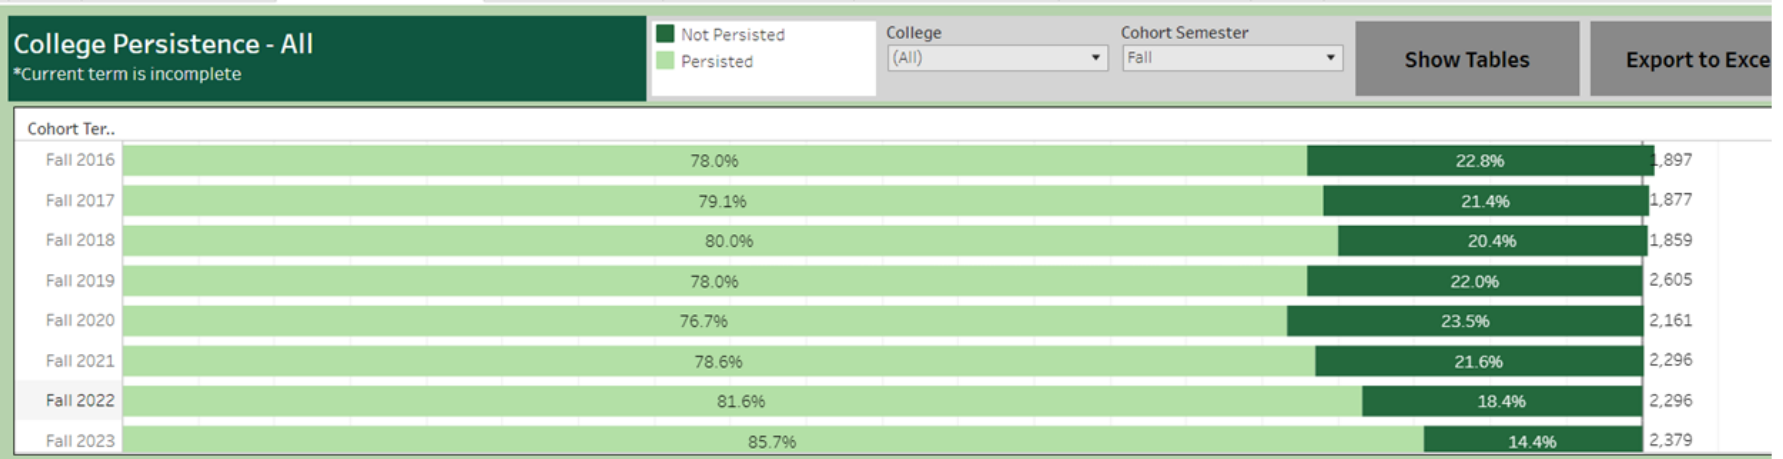 College Persistence - All
*Current term is incomplete
Not Persisted
Persisted
College
(All)
Cohort Semester
Fall
Show Tables
Export to Exce
Cohort Ter..
Fall 2016 78.0% 22.8% 1,897
Fall 2017 79.1% 21.4% 1,877
Fall 2018 80.0% 20.4% 1,859
Fall 2019 78.0% 22.0% 2,605
Fall 2020 76.7% 23.5% 2,161
Fall 2021 78.6% 21.6% 2,296
Fall 2022 81.6% 18.4% 2,296
Fall 2023 85.7% 14.4% 2,379